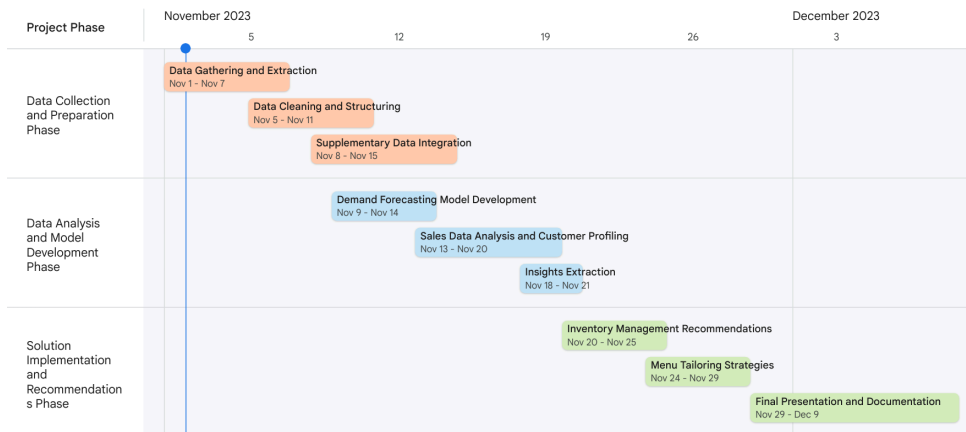 Project Phase
November 2023
December 2023
5
12
19
26
3
Data Collection
and Preparation
Phase
Data Gathering and Extraction
Nov 1 - Nov 7
Data Cleaning and Structuring
Nov 5 - Nov 11
Supplementary Data Integration
Nov 8 - Nov 15
Data Analysis
and Model
Development
Phase
Demand Forecasting Model Development
Nov 9 - Nov 14
Sales Data Analysis and Customer Profiling
Nov 13 - Nov 20
Insights Extraction
Nov 18 - Nov 21
Solution
Implementation
and
Recommendation
s Phase
Inventory Management Recommendations
Nov 20 - Nov 25
Menu Tailoring Strategies
Nov 24 - Nov 29
Final Presentation and Documentation
Nov 29 - Dec 9